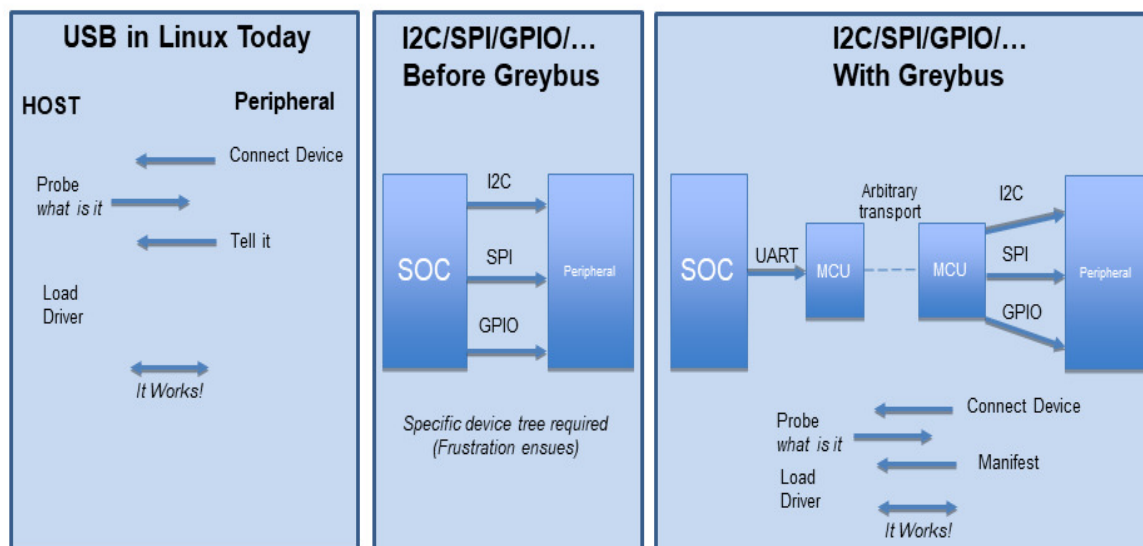 USB in Linux Today
HOST
Peripheral
Connect Device
Probe
what is it
Tell it
Load
Driver
It Works!
I2C/SPI/GPIO/…
Before Greybus
SOC
I2C
SPI
GPIO
Peripheral
Specific device tree required
(Frustration ensues)
I2C/SPI/GPIO/…
With Greybus
SOC
UART
MCU
Arbitrary
transport
MCU
I2C
SPI
GPIO
Peripheral
Connect Device
Probe
what is it
Manifest
Load
Driver
It Works!